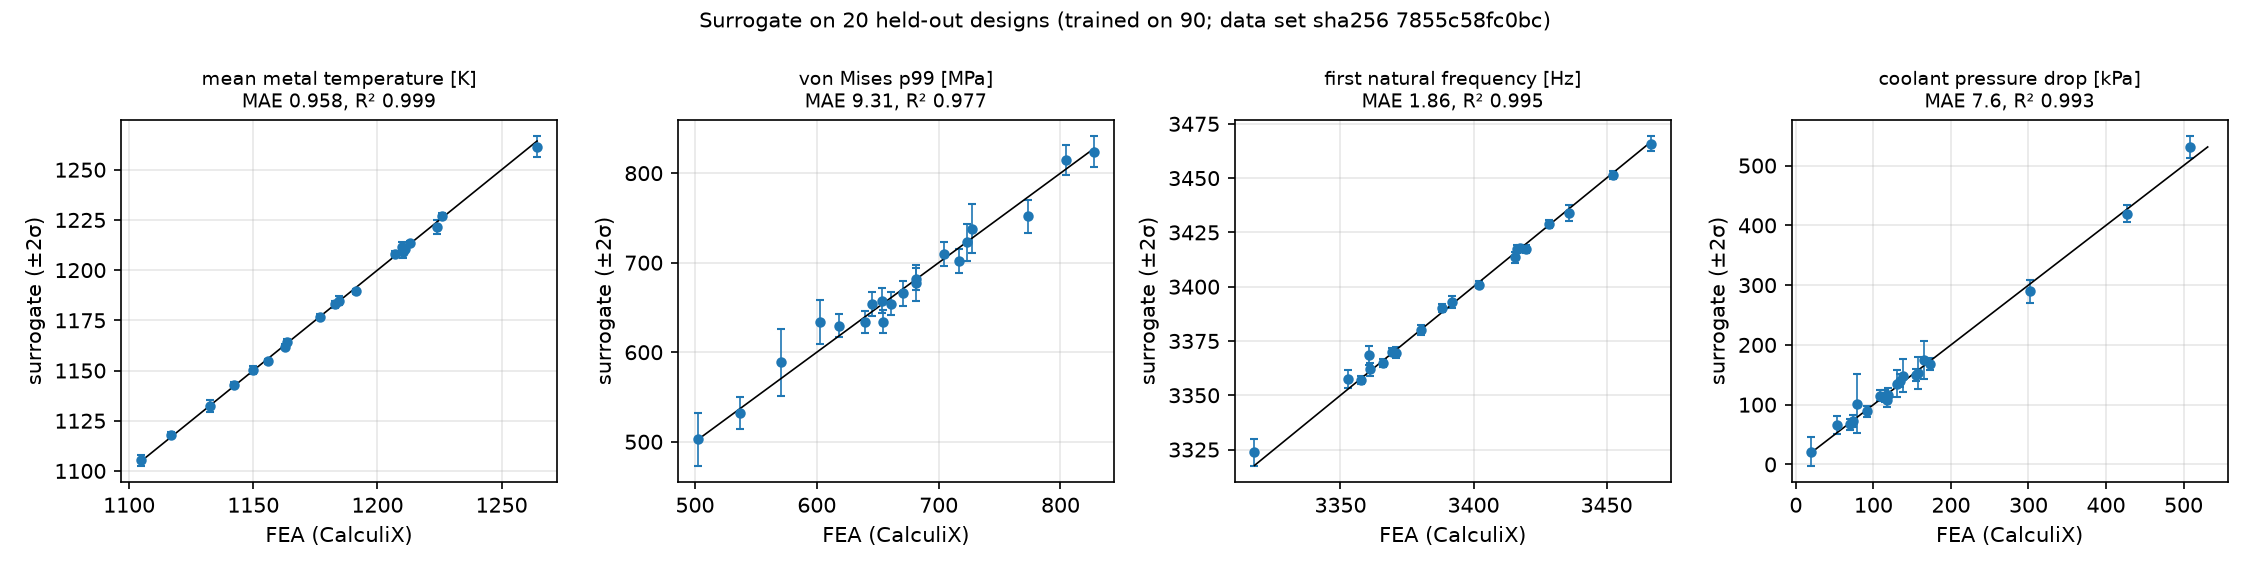 Surrogate on 20 held-out designs (trained on 90; data set sha256 7855c58fc0bc)
mean metal temperature [K]
MAE 0.958, R² 0.999
surrogate (±2σ)
1250
1225
1200
1175
1150
1125
1100
1100 1150 1200 1250
FEA (CalculiX)
von Mises p99 [MPa]
MAE 9.31, R² 0.977
surrogate (±2σ)
800
700
600
500
500 600 700 800
FEA (CalculiX)
first natural frequency [Hz]
MAE 1.86, R² 0.995
surrogate (±2σ)
3475
3450
3425
3400
3375
3350
3325
3350 3400 3450
FEA (CalculiX)
coolant pressure drop [kPa]
MAE 7.6, R² 0.993
surrogate (±2σ)
500
400
300
200
100
0
0 100 200 300 400 500
FEA (CalculiX)